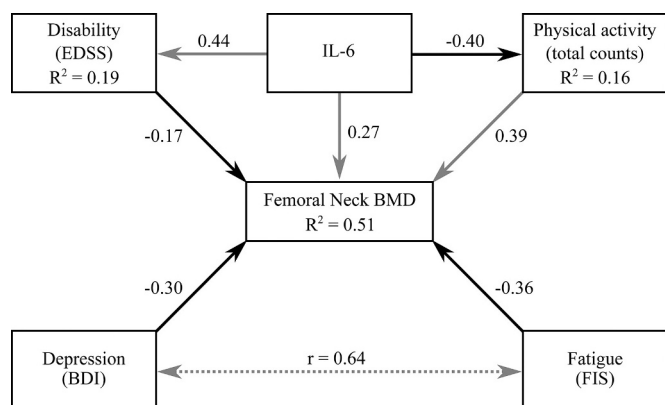 Disability
(EDSS)
R² = 0.19
0.44
IL-6
-0.40
Physical activity
(total counts)
R² = 0.16
-0.17
0.27
0.39
Femoral Neck BMD
R² = 0.51
-0.30
-0.36
Depression
(BDI)
r = 0.64
Fatigue
(FIS)